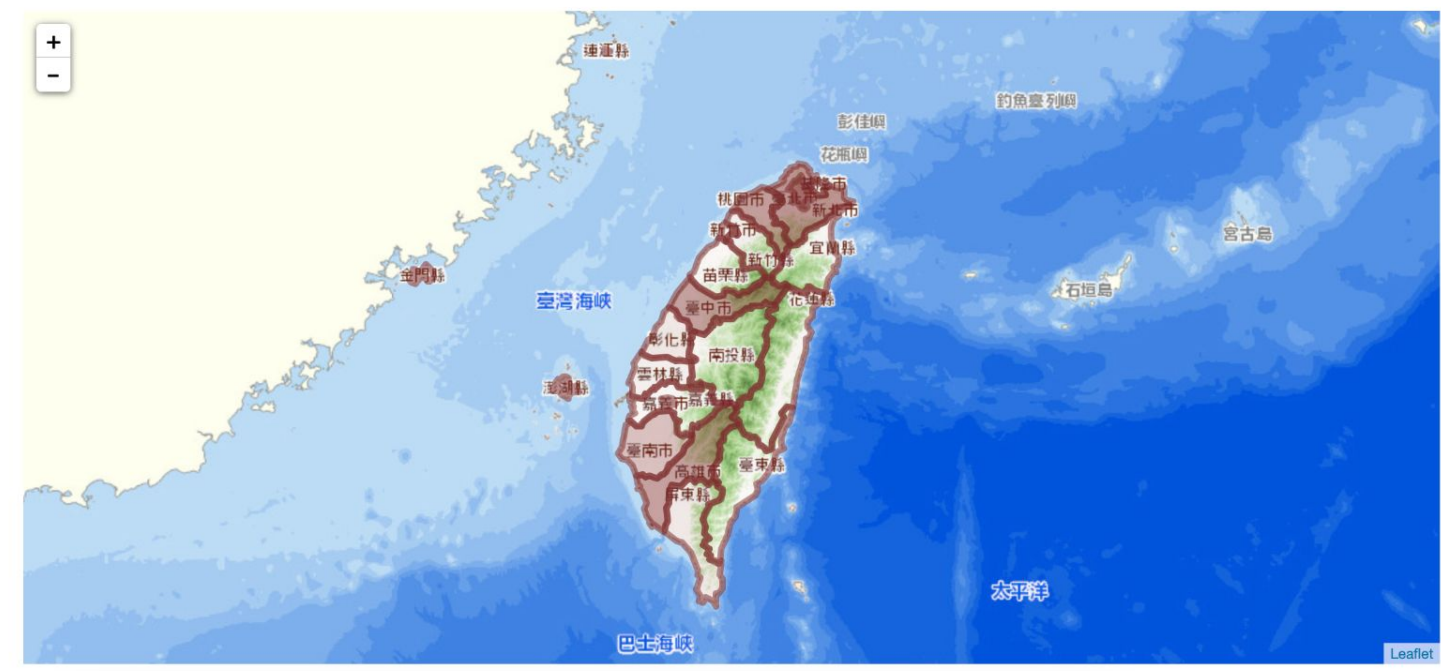 +
−
連江縣
釣魚臺列嶼
彭佳嶼
花瓶嶼
基隆市
桃園市
北市
新北市
新竹市
宮古島
宜蘭縣
新竹縣
苗栗縣
金門縣
石垣島
臺灣海峽
花蓮縣
臺中市
彰化縣
南投縣
雲林縣
澎湖縣
嘉義市
嘉義縣
臺南市
臺東縣
高雄市
屏東縣
太平洋
巴士海峽
Leaflet